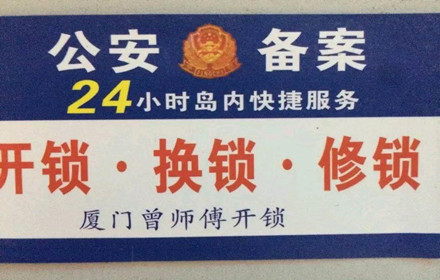 公安 备案
24小时岛内快捷服务
开锁·换锁·修锁
厦门曾师傅开锁